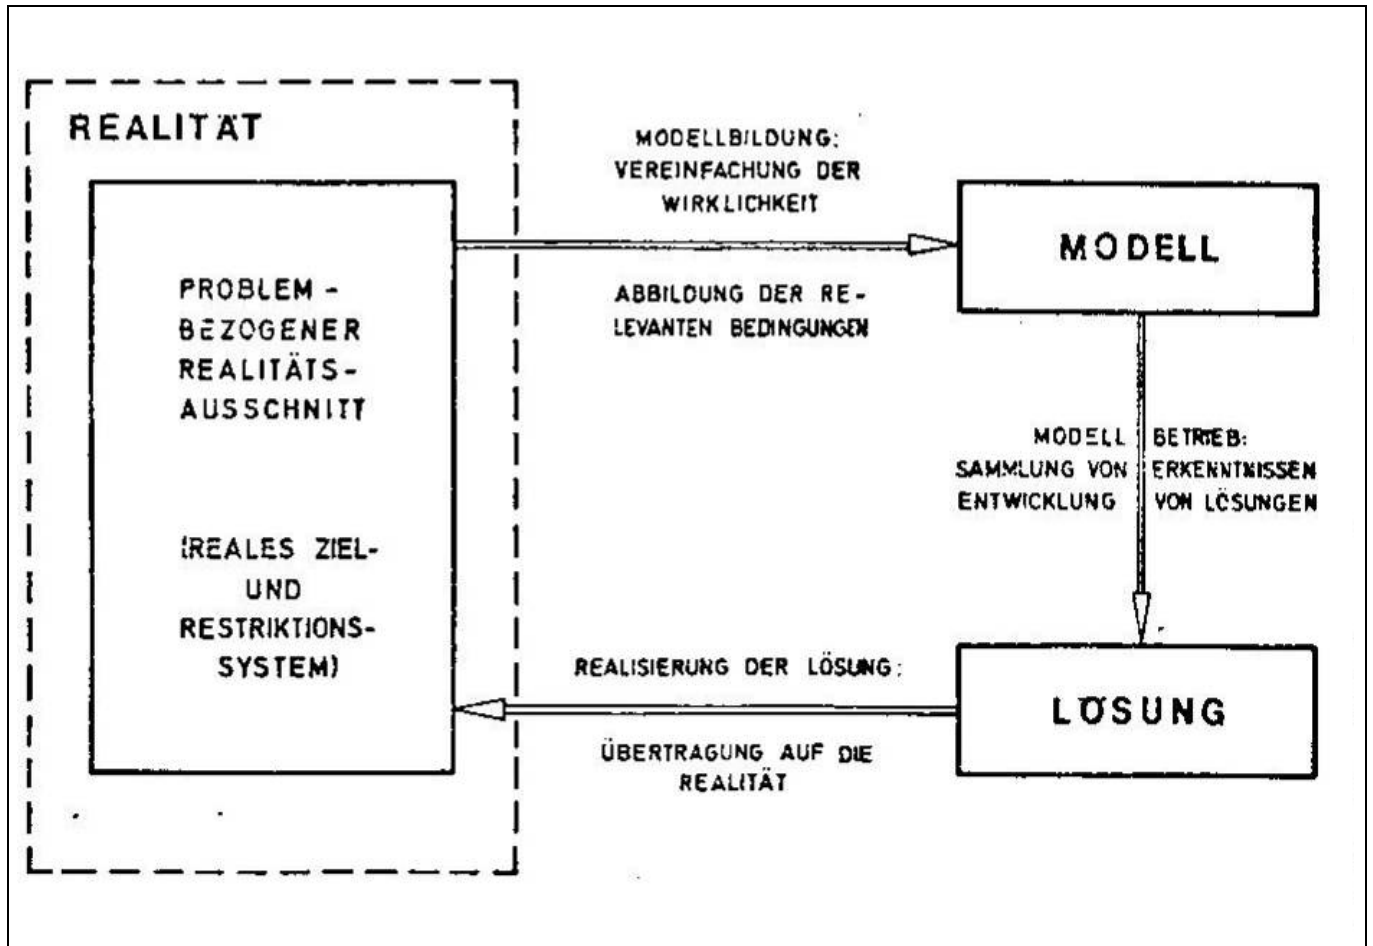 REALITÄT
PROBLEM-
BEZOGENER
REALITÄTS-
AUSSCHNITT
(REALES ZIEL-
UND
RESTRIKTIONS-
SYSTEM)
MODELLBILDUNG:
VEREINFACHUNG DER
WIRKLICHKEIT
ABBILDUNG DER RE-
LEVANTEN BEDINGUNGEN
MODELL
MODELL BETRIEB:
SAMMLUNG VON ERKENNTNISSEN
ENTWICKLUNG VON LÖSUNGEN
LÖSUNG
REALISIERUNG DER LÖSUNG:
ÜBERTRAGUNG AUF DIE
REALITÄT